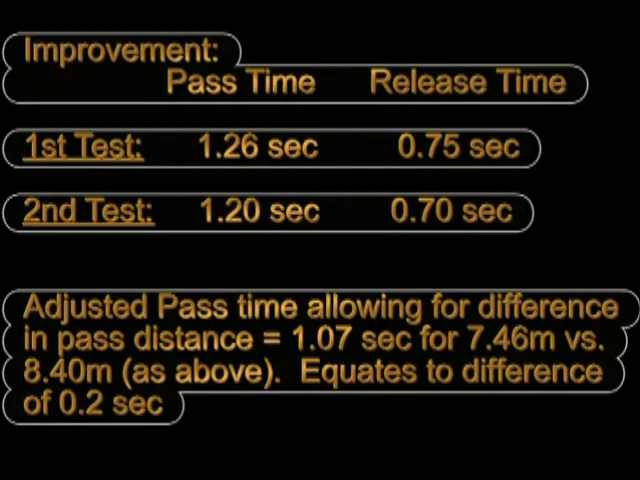 Improvement:
Pass Time Release Time
1st Test: 1.26 sec 0.75 sec
2nd Test: 1.20 sec 0.70 sec
Adjusted Pass time allowing for difference
in pass distance = 1.07 sec for 7.46m vs.
8.40m (as above). Equates to difference
of 0.2 sec